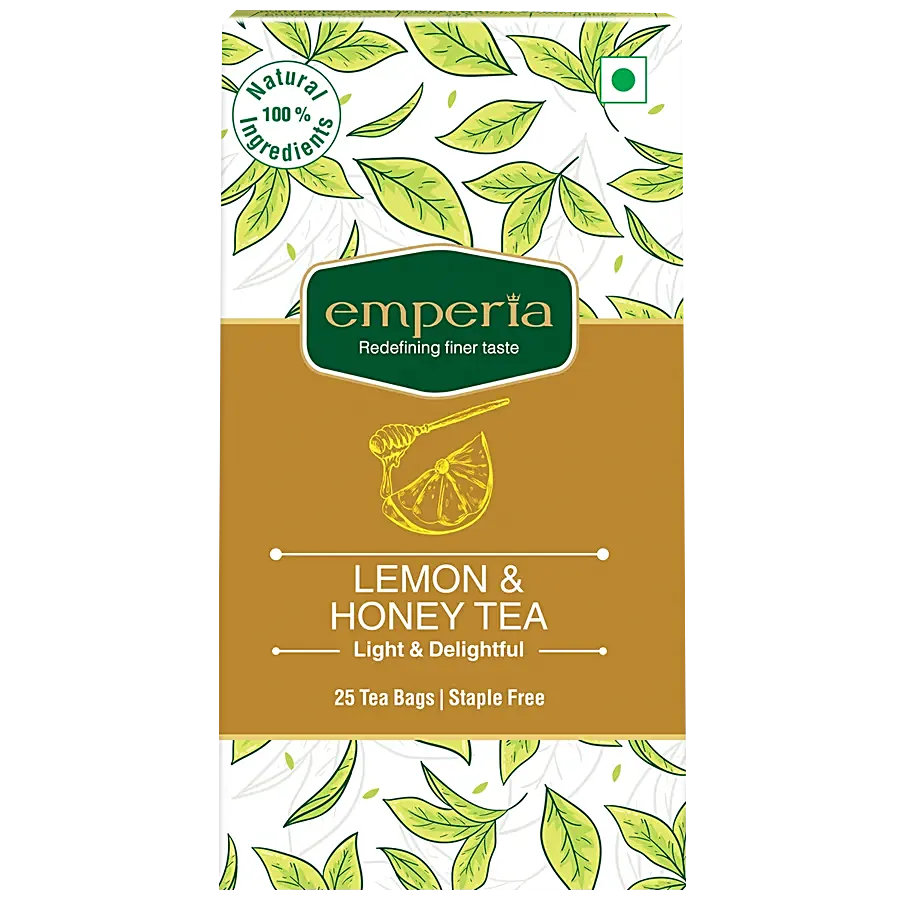 Natural
100 %
Ingredients
emperia
Redefining finer taste
LEMON &
HONEY TEA
Light & Delightful
25 Tea Bags | Staple Free